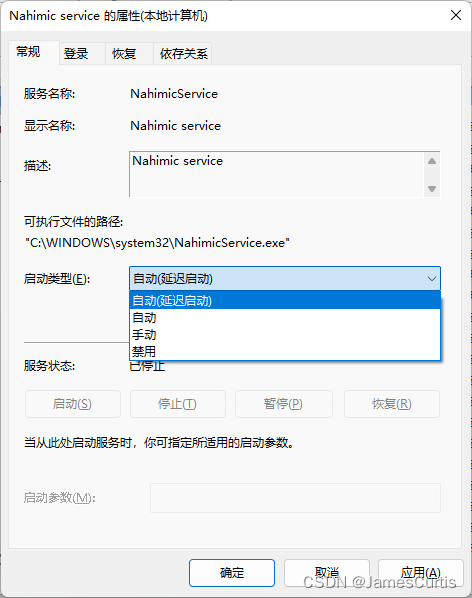 Nahimic service 的属性(本地计算机)
常规 登录 恢复 依存关系
服务名称: NahimicService
显示名称: Nahimic service
描述: Nahimic service
可执行文件的路径:
"C:\WINDOWS\system32\NahimicService.exe"
启动类型(E): 自动(延迟启动)
自动(延迟启动)
自动
手动
禁用
服务状态: 已停止
启动(S) 停止(T) 暂停(P) 恢复(R)
当从此处启动服务时，你可指定所适用的启动参数。
启动参数(M):
确定 取消 应用(A)
CSDN @JamesCurtis